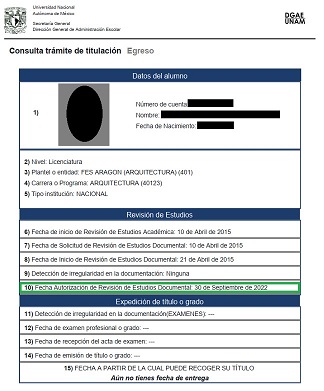 Universidad Nacional
Autónoma de México
Secretaría General
Dirección General de Administración Escolar
DGAE
UNAM
Consulta trámite de titulación Egreso
Datos del alumno
1)
Número de cuenta
Nombre:
Fecha de Nacimiento:
2) Nivel: Licenciatura
3) Plantel o entidad: FES ARAGON (ARQUITECTURA) (401)
4) Carrera o Programa: ARQUITECTURA (40123)
5) Tipo institución: NACIONAL
Revisión de Estudios
6) Fecha de inicio de Revisión de Estudios Académica: 10 de Abril de 2015
7) Fecha de Solicitud de Revisión de Estudios Documental: 10 de Abril de 2015
8) Fecha de Inicio de Revisión de Estudios Documental: 21 de Abril de 2015
9) Detección de irregularidad en la documentación: Ninguna
10) Fecha Autorización de Revisión de Estudios Documental: 30 de Septiembre de 2022
Expedición de título o grado
11) Detección de irregularidad en la documentación(EXAMENES): ---
12) Fecha de examen profesional o grado: ---
13) Fecha de recepción del acta de examen: ---
14) Fecha de emisión de título o grado: ---
15) FECHA A PARTIR DE LA CUAL PUEDE RECOGER SU TÍTULO
Aún no tienes fecha de entrega